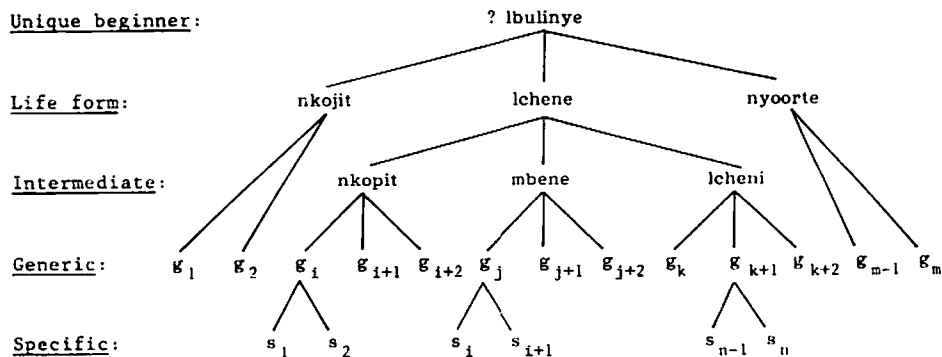 Unique beginner: ? lbulinye
Life form: nkojit lchene nyoorte
Intermediate: nkopit mbene lcheni
Generic: g1 g2 gi gi+1 gi+2 gj gj+1 gj+2 gk gk+1 gk+2 gm-1 gm
Specific: s1 s2 si si+1 sn-1 sn